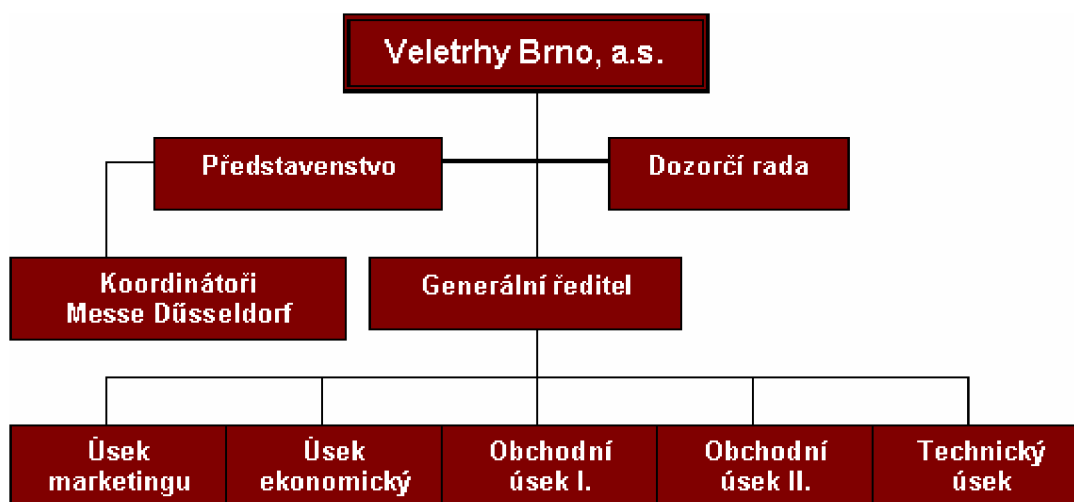 Veletrhy Brno, a.s.
Představenstvo
Dozorčí rada
Koordinátoři
Messe Dűsseldorf
Generální ředitel
Úsek
marketingu
Úsek
ekonomický
Obchodní
úsek I.
Obchodní
úsek II.
Technický
úsek